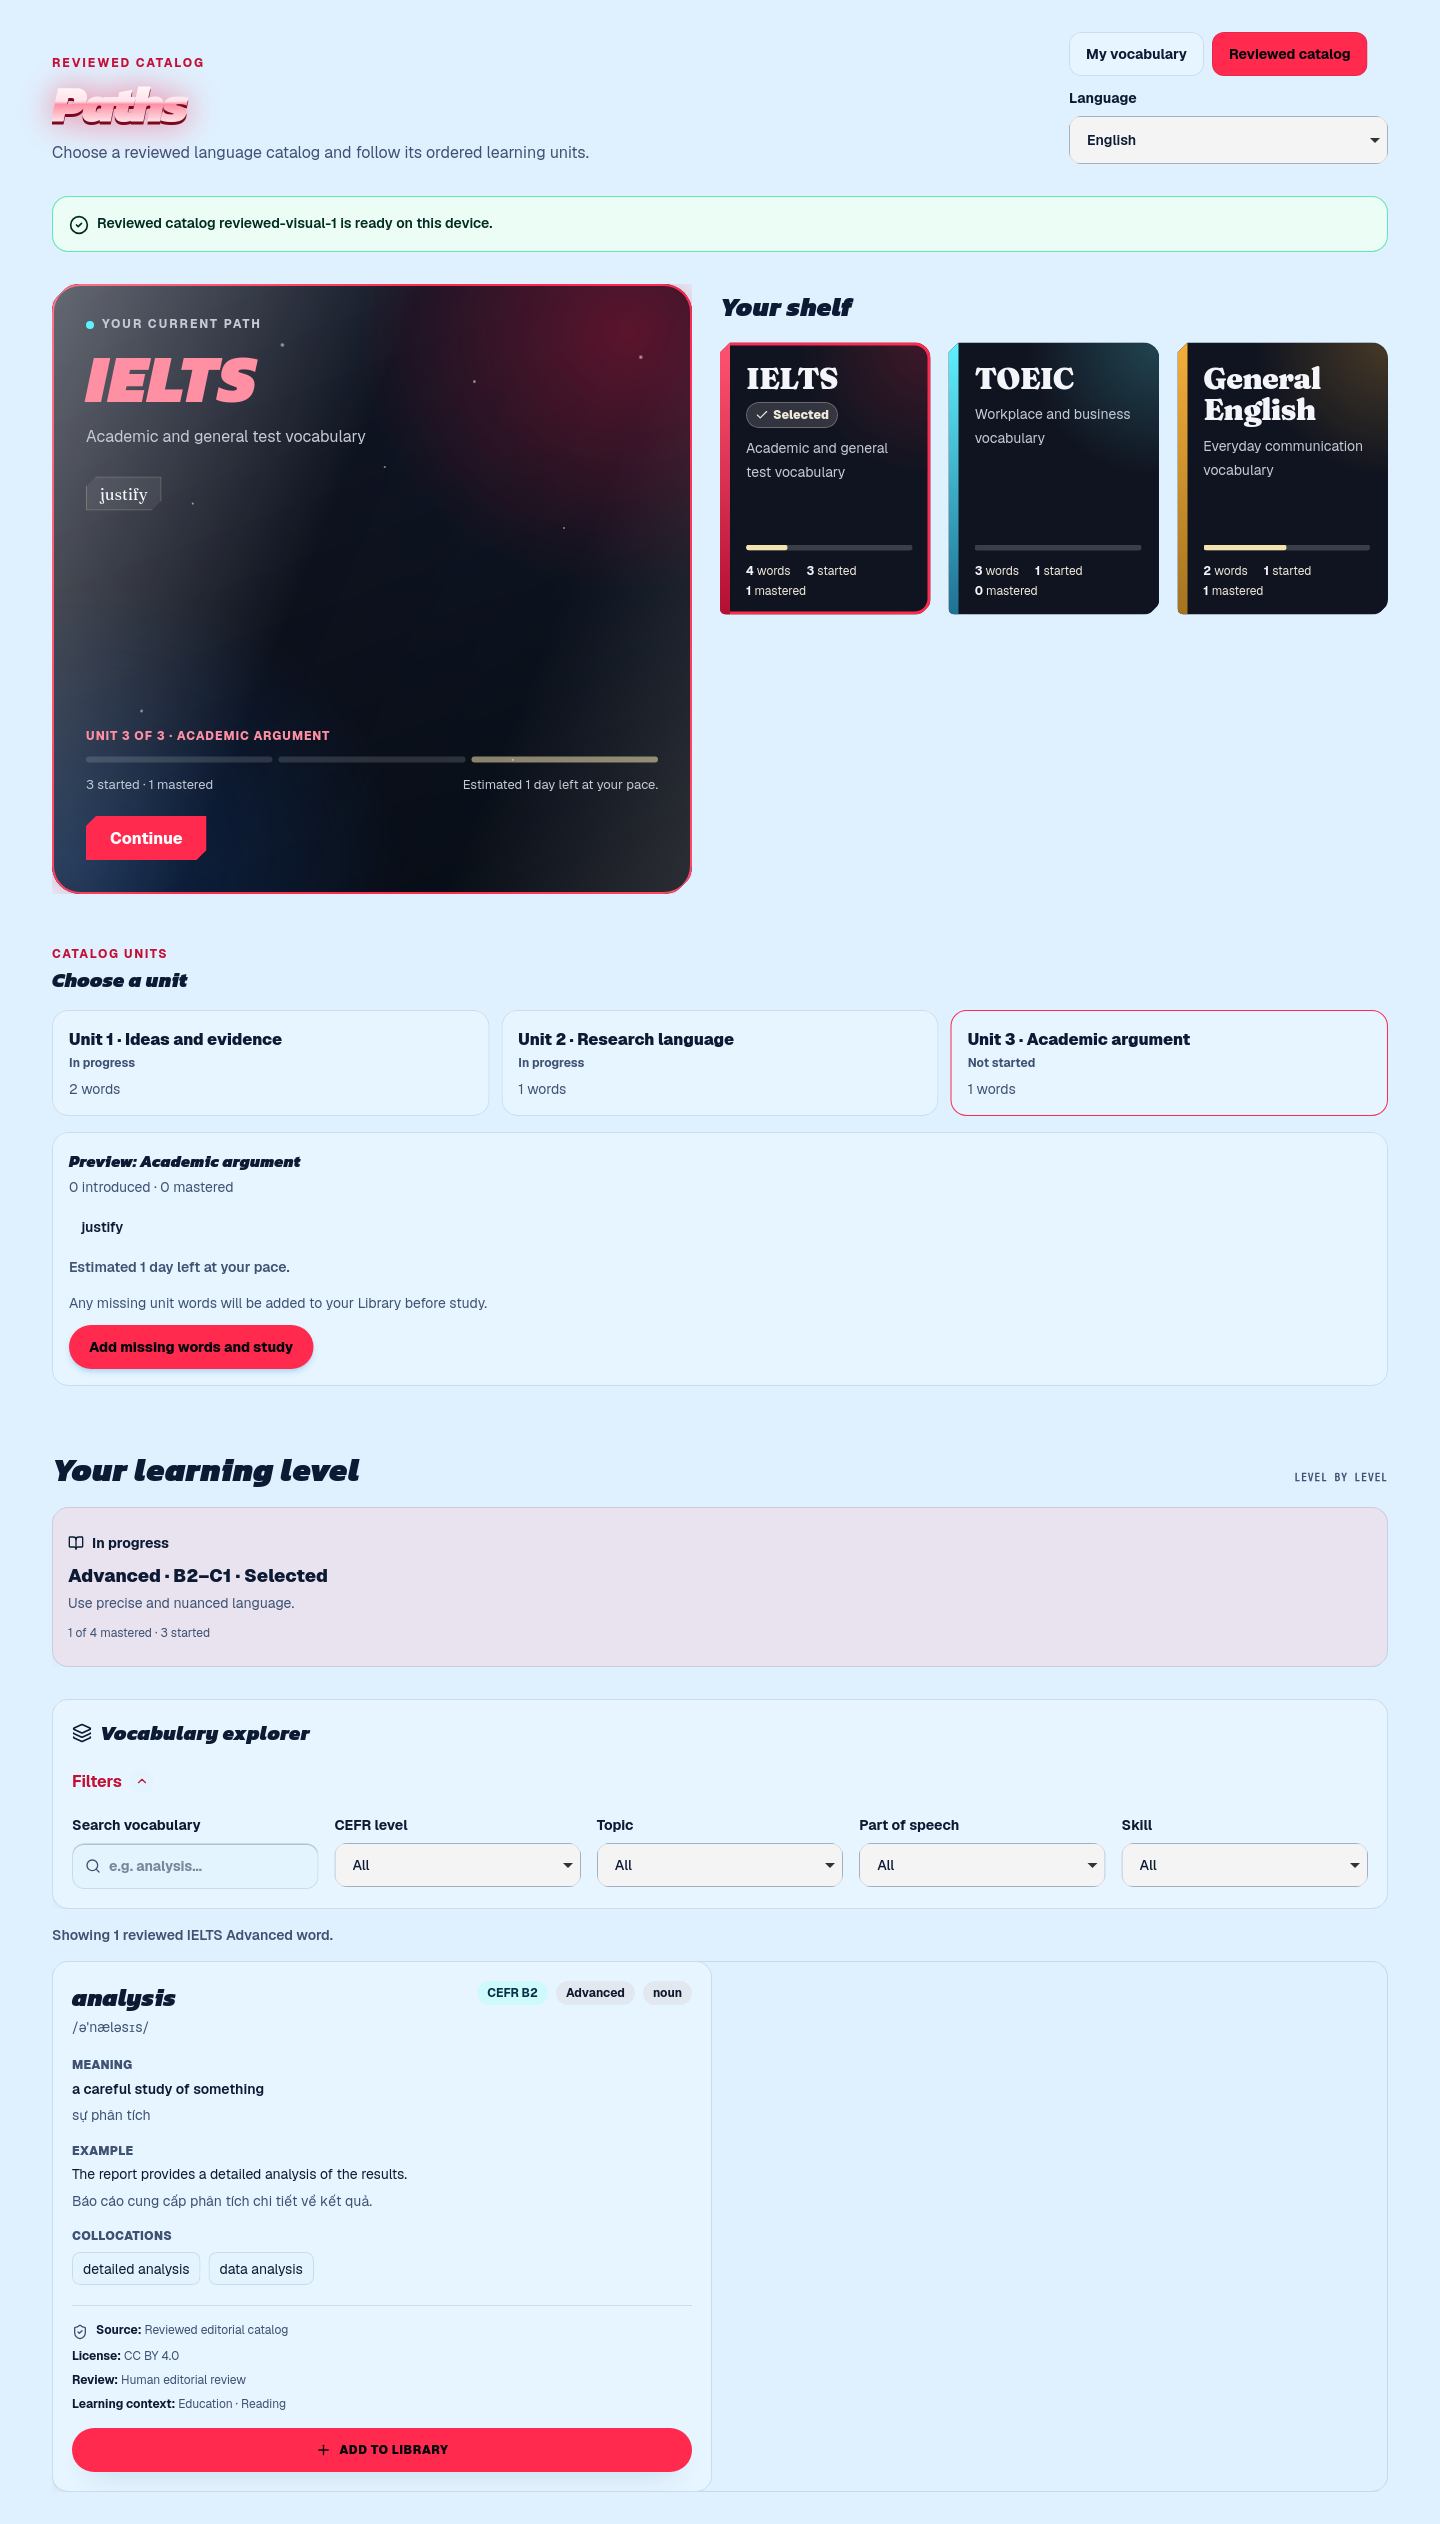 REVIEWED CATALOG
Paths
Choose a reviewed language catalog and follow its ordered learning units.
My vocabulary
Reviewed catalog
Language
English
Reviewed catalog reviewed-visual-1 is ready on this device.
YOUR CURRENT PATH
IELTS
Academic and general test vocabulary
justify
UNIT 3 OF 3 · ACADEMIC ARGUMENT
3 started · 1 mastered
Estimated 1 day left at your pace.
Continue
Your shelf
IELTS
Selected
Academic and general
test vocabulary
4 words 3 started
1 mastered
TOEIC
Workplace and business
vocabulary
3 words 1 started
0 mastered
General
English
Everyday communication
vocabulary
2 words 1 started
1 mastered
CATALOG UNITS
Choose a unit
Unit 1 · Ideas and evidence
In progress
2 words
Unit 2 · Research language
In progress
1 words
Unit 3 · Academic argument
Not started
1 words
Preview: Academic argument
0 introduced · 0 mastered
justify
Estimated 1 day left at your pace.
Any missing unit words will be added to your Library before study.
Add missing words and study
Your learning level
LEVEL BY LEVEL
In progress
Advanced · B2–C1 · Selected
Use precise and nuanced language.
1 of 4 mastered · 3 started
Vocabulary explorer
Filters
Search vocabulary
e.g. analysis...
CEFR level
All
Topic
All
Part of speech
All
Skill
All
Showing 1 reviewed IELTS Advanced word.
analysis
CEFR B2
Advanced
noun
/əˈnæləsɪs/
MEANING
a careful study of something
sự phân tích
EXAMPLE
The report provides a detailed analysis of the results.
Báo cáo cung cấp phân tích chi tiết về kết quả.
COLLOCATIONS
detailed analysis
data analysis
Source: Reviewed editorial catalog
License: CC BY 4.0
Review: Human editorial review
Learning context: Education · Reading
ADD TO LIBRARY